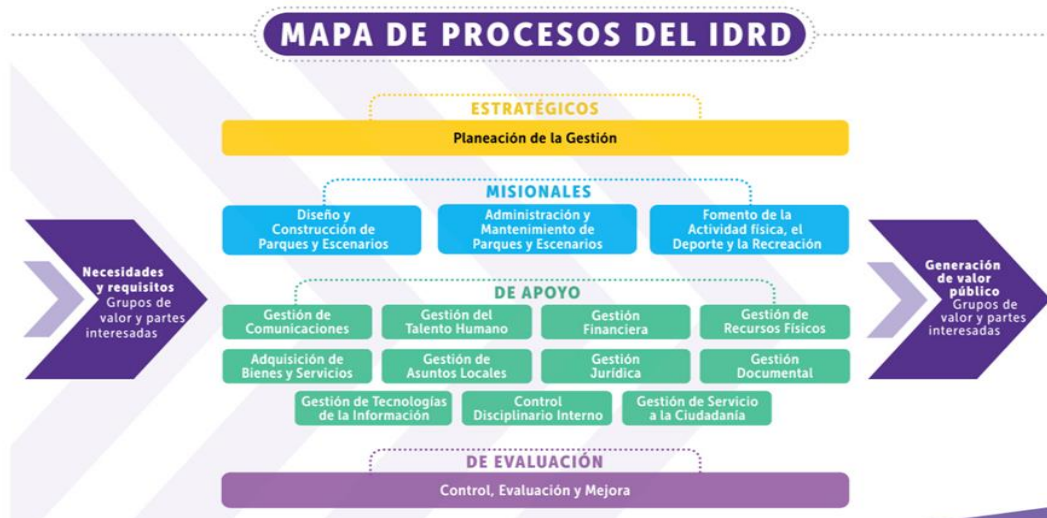 MAPA DE PROCESOS DEL IDRD
ESTRATÉGICOS
Planeación de la Gestión
MISIONALES
Diseño y
Construcción de
Parques y Escenarios
Administración y
Mantenimiento de
Parques y Escenarios
Fomento de la
Actividad física, el
Deporte y la Recreación
Necesidades
y requisitos
Grupos de
valor y partes
interesadas
Generación
de valor
público
Grupos de
valor y partes
interesadas
DE APOYO
Gestión de
Comunicaciones
Gestión del
Talento Humano
Gestión
Financiera
Gestión de
Recursos Físicos
Adquisición de
Bienes y Servicios
Gestión de
Asuntos Locales
Gestión
Jurídica
Gestión
Documental
Gestión de Tecnologías
de la Información
Control
Disciplinario Interno
Gestión de Servicio
a la Ciudadanía
DE EVALUACIÓN
Control, Evaluación y Mejora